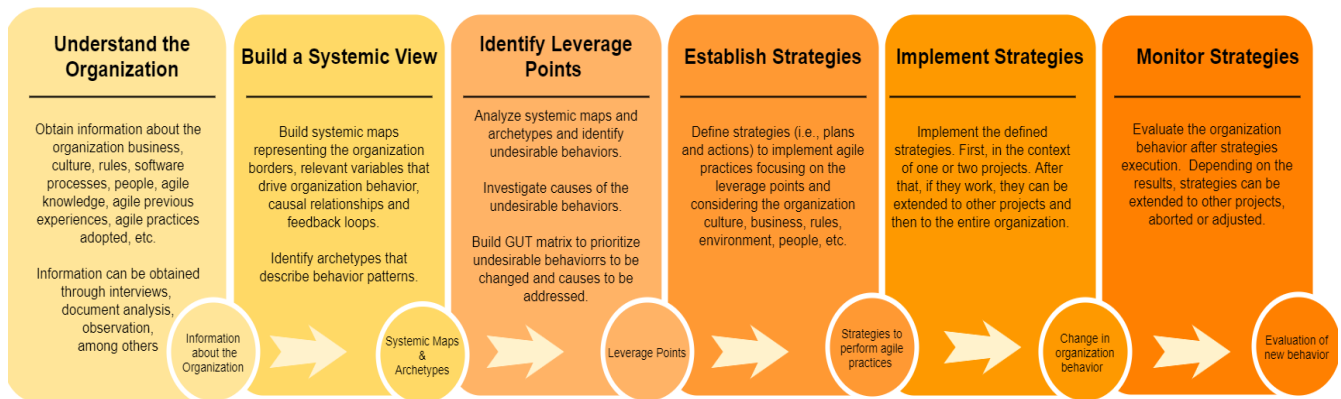 Understand the
Organization
Obtain information about the
organization business,
culture, rules, software
processes, people, agile
knowledge, agile previous
experiences, agile practices
adopted, etc.
Information can be obtained
through interviews,
document analysis,
observation,
among others
Information
about the
Organization
Build a Systemic View
Build systemic maps
representing the organization
borders, relevant variables that
drive organization behavior,
causal relationships and
feedback loops.
Identify archetypes that
describe behavior patterns.
Systemic Maps
&
Archetypes
Identify Leverage
Points
Analyze systemic maps and
archetypes and identify
undesirable behaviors.
Investigate causes of the
undesirable behaviors.
Build GUT matrix to prioritize
undesirable behaviorrs to be
changed and causes to be
addressed.
Leverage Points
Establish Strategies
Define strategies (i.e., plans
and actions) to implement agile
practices focusing on the
leverage points and
considering the organization
culture, business, rules,
environment, people, etc.
Strategies to
perform agile
practices
Implement Strategies
Implement the defined
strategies. First, in the context
of one or two projects. After
that, if they work, they can be
extended to other projects and
then to the entire organization.
Change in
organization
behavior
Monitor Strategies
Evaluate the organization
behavior after strategies
execution. Depending on the
results, strategies can be
extended to other projects,
aborted or adjusted.
Evaluation of
new behavior